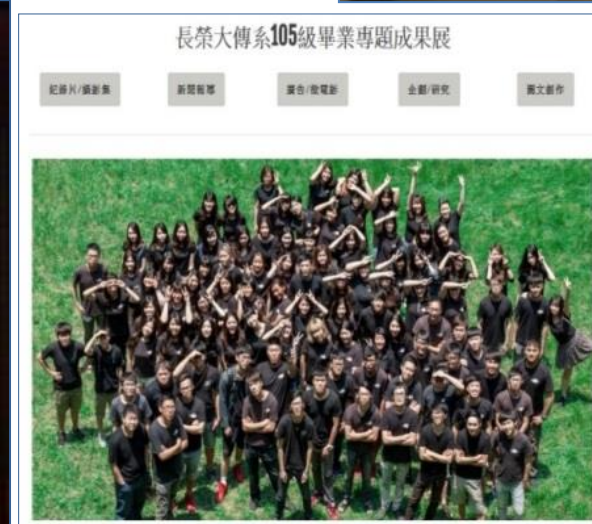 長榮大傳系105級畢業專題成果展
紀錄片/攝影集
新聞報導
廣告/微電影
企劃/研究
圖文創作